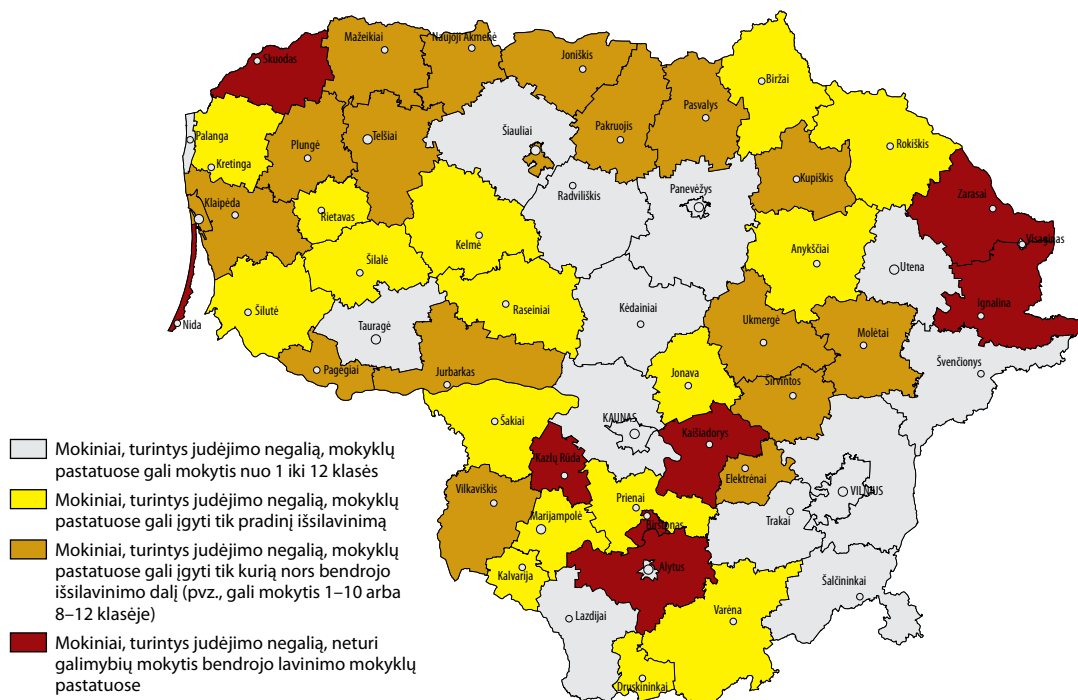 Mažeikiai
Naujoji Akmenė
Skuodas
Joniškis
Biržai
Pasvalys
Palanga
Plungė
Telšiai
Šiauliai
Pakruojis
Rokiškis
Kretinga
Radviliškis
Panevėžys
Kupiškis
Zarasai
Klaipėda
Rietavas
Kelmė
Anykščiai
Visaginas
Šilalė
Utena
Šilutė
Raseiniai
Kėdainiai
Ignalina
Nida
Tauragė
Ukmergė
Molėtai
Pagėgiai
Jurbarkas
Jonava
Širvintos
Švenčionys
Šakiai
KAUNAS
Kaišiadorys
Kazlų Rūda
Elektrėnai
Vilkaviškis
Prienai
VILNIUS
Marijampolė
Birštonas
Trakai
Kalvarija
Alytus
Šalčininkai
Lazdijai
Varėna
Druskininkai
Mokiniai, turintys judėjimo negalią, mokyklų
pastatuose gali mokytis nuo 1 iki 12 klasės
Mokiniai, turintys judėjimo negalią, mokyklų
pastatuose gali įgyti tik pradinį išsilavinimą
Mokiniai, turintys judėjimo negalią, mokyklų
pastatuose gali įgyti tik kurią nors bendrojo
išsilavinimo dalį (pvz., gali mokytis 1–10 arba
8–12 klasėje)
Mokiniai, turintys judėjimo negalią, neturi
galimybių mokytis bendrojo lavinimo mokyklų
pastatuose